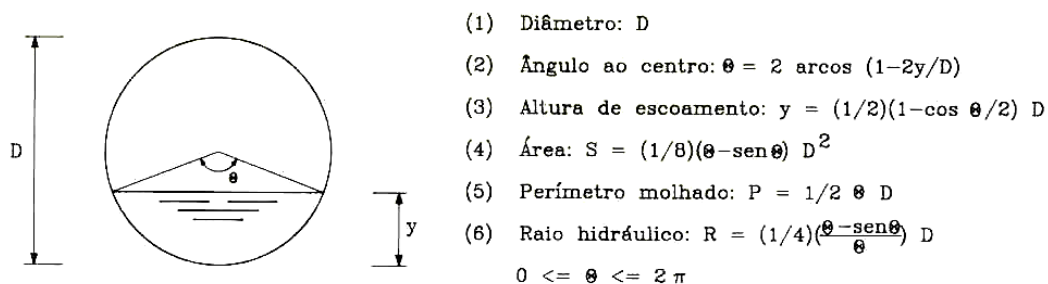 D
θ
y
(1) Diâmetro: D
(2) Ângulo ao centro: θ = 2 arcos (1-2y/D)
(3) Altura de escoamento: y = (1/2)(1-cos θ/2) D
(4) Área: S = (1/8)(θ-senθ) D²
(5) Perímetro molhado: P = 1/2 θ D
(6) Raio hidráulico: R = (1/4)(θ-senθ/θ) D
0 <= θ <= 2 π